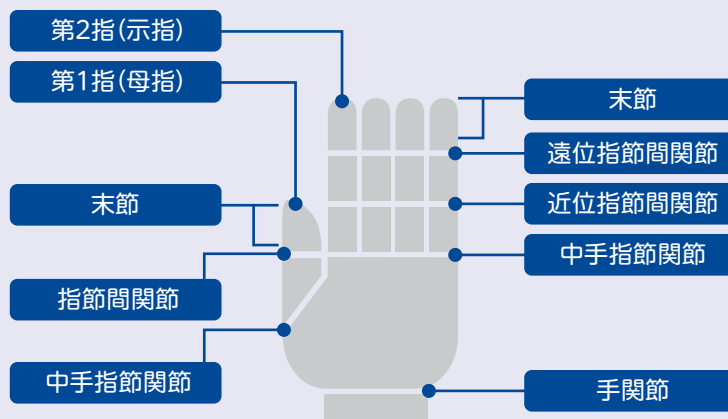 第2指(示指)
第1指(母指)
末節
指節間関節
中手指節関節
末節
遠位指節間関節
近位指節間関節
中手指節関節
手関節